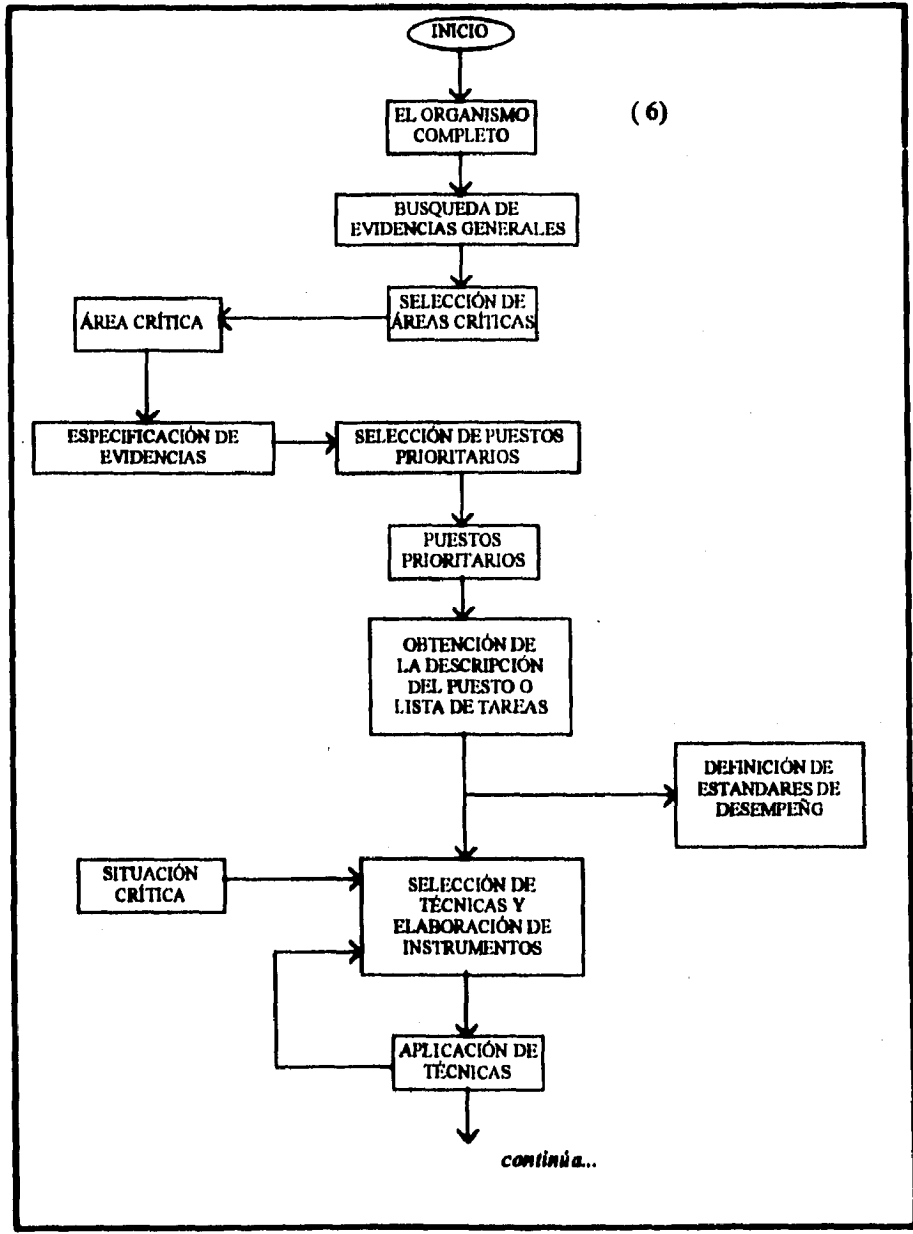 INICIO
EL ORGANISMO
COMPLETO
( 6)
BUSQUEDA DE
EVIDENCIAS GENERALES
SELECCIÓN DE
ÁREAS CRÍTICAS
ÁREA CRÍTICA
ESPECIFICACIÓN DE
EVIDENCIAS
SELECCIÓN DE PUESTOS
PRIORITARIOS
PUESTOS
PRIORITARIOS
OBTENCIÓN DE
LA DESCRIPCIÓN
DEL PUESTO O
LISTA DE TAREAS
DEFINICIÓN DE
ESTANDARES DE
DESEMPEÑO
SITUACIÓN
CRÍTICA
SELECCIÓN DE
TÉCNICAS Y
ELABORACIÓN DE
INSTRUMENTOS
APLICACIÓN DE
TÉCNICAS
continúa...